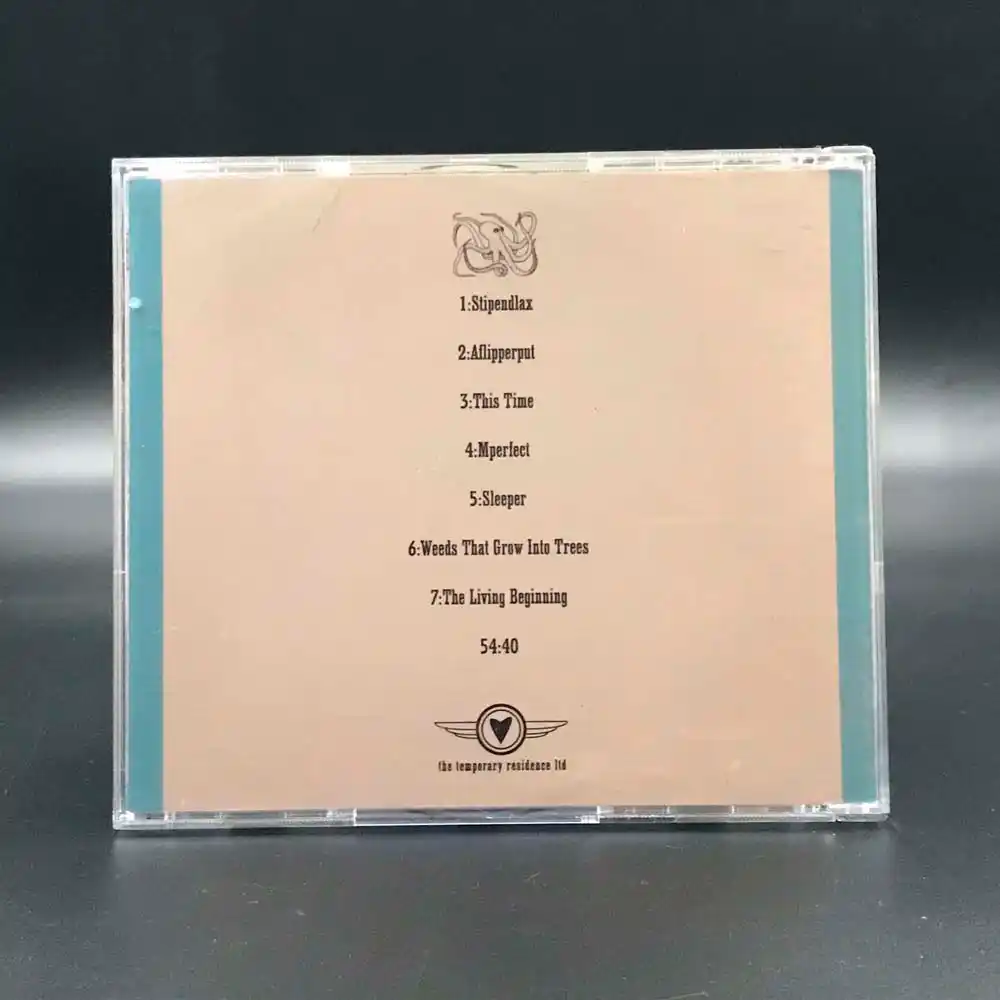 1:Stipendlax
2:Aflipperput
3:This Time
4:Mperfect
5:Sleeper
6:Weeds That Grow Into Trees
7:The Living Beginning
54:40
the temporary residence ltd